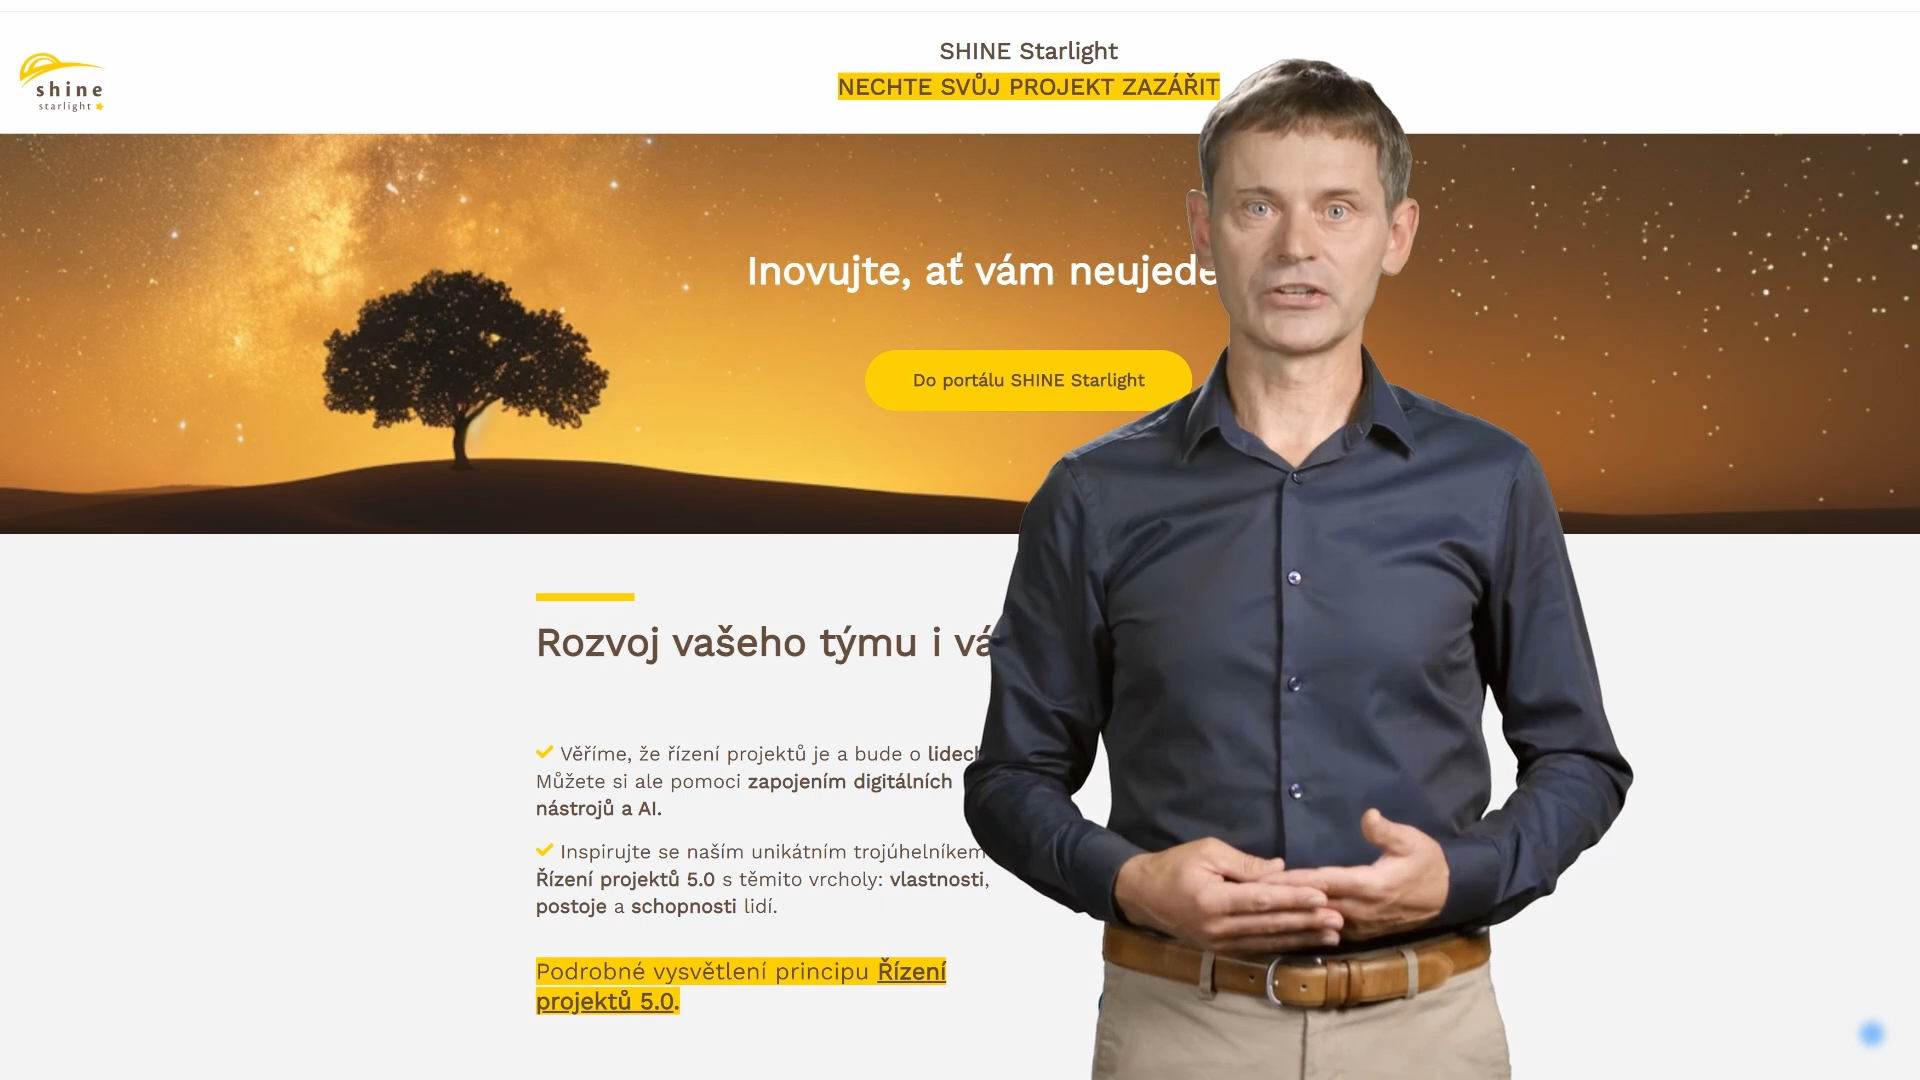 shine
starlight
SHINE Starlight
NECHTE SVŮJ PROJEKT ZAZÁŘIT
Inovujte, ať vám neujede
Do portálu SHINE Starlight
Rozvoj vašeho týmu i
Věříme, že řízení projektů je a bude o lidech
Můžete si ale pomoci zapojením digitálních
nástrojů a AI.
Inspirujte se naším unikátním trojúhelníkem
Řízení projektů 5.0 s těmito vrcholy: vlastnosti,
postoje a schopnosti lidí.
Podrobné vysvětlení principu Řízení
projektů 5.0.